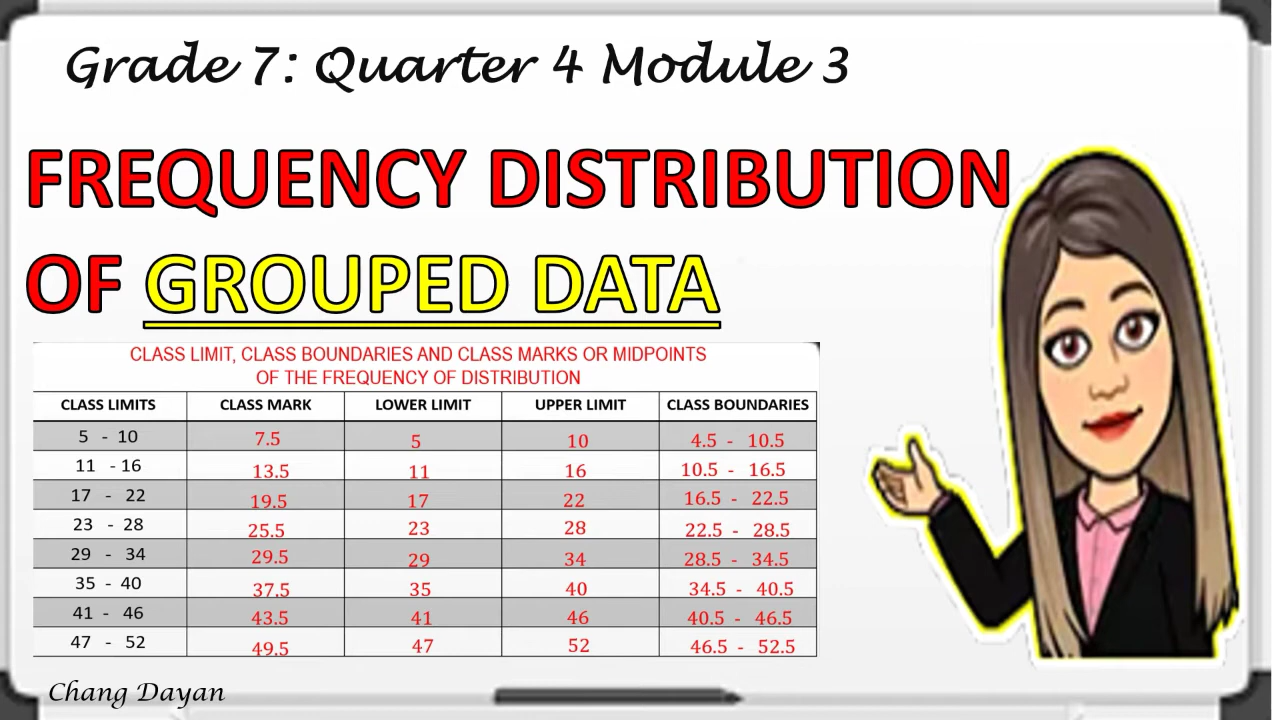 Grade 7: Quarter 4 Module 3
FREQUENCY DISTRIBUTION
OF GROUPED DATA
CLASS LIMIT, CLASS BOUNDARIES AND CLASS MARKS OR MIDPOINTS
OF THE FREQUENCY OF DISTRIBUTION
CLASS LIMITS CLASS MARK LOWER LIMIT UPPER LIMIT CLASS BOUNDARIES
5 - 10 7.5 5 10 4.5 - 10.5
11 - 16 13.5 11 16 10.5 - 16.5
17 - 22 19.5 17 22 16.5 - 22.5
23 - 28 25.5 23 28 22.5 - 28.5
29 - 34 29.5 29 34 28.5 - 34.5
35 - 40 37.5 35 40 34.5 - 40.5
41 - 46 43.5 41 46 40.5 - 46.5
47 - 52 49.5 47 52 46.5 - 52.5
Chang Dayan